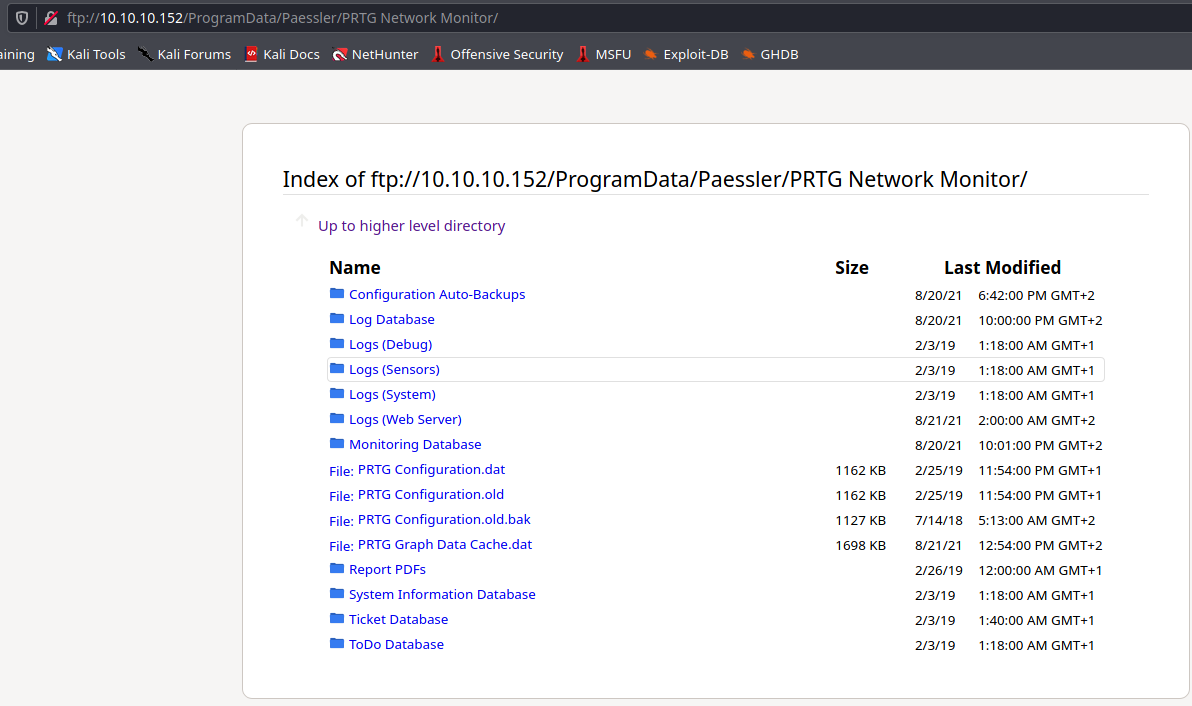 ftp://10.10.10.152/ProgramData/Paessler/PRTG Network Monitor/
aining Kali Tools Kali Forums Kali Docs NetHunter Offensive Security MSFU Exploit-DB GHDB
Index of ftp://10.10.10.152/ProgramData/Paessler/PRTG Network Monitor/
Up to higher level directory
Name Size Last Modified
Configuration Auto-Backups 8/20/21 6:42:00 PM GMT+2
Log Database 8/20/21 10:00:00 PM GMT+2
Logs (Debug) 2/3/19 1:18:00 AM GMT+1
Logs (Sensors) 2/3/19 1:18:00 AM GMT+1
Logs (System) 2/3/19 1:18:00 AM GMT+1
Logs (Web Server) 8/21/21 2:00:00 AM GMT+2
Monitoring Database 8/20/21 10:01:00 PM GMT+2
File: PRTG Configuration.dat 1162 KB 2/25/19 11:54:00 PM GMT+1
File: PRTG Configuration.old 1162 KB 2/25/19 11:54:00 PM GMT+1
File: PRTG Configuration.old.bak 1127 KB 7/14/18 5:13:00 AM GMT+2
File: PRTG Graph Data Cache.dat 1698 KB 8/21/21 12:54:00 PM GMT+2
Report PDFs 2/26/19 12:00:00 AM GMT+1
System Information Database 2/3/19 1:18:00 AM GMT+1
Ticket Database 2/3/19 1:40:00 AM GMT+1
ToDo Database 2/3/19 1:18:00 AM GMT+1